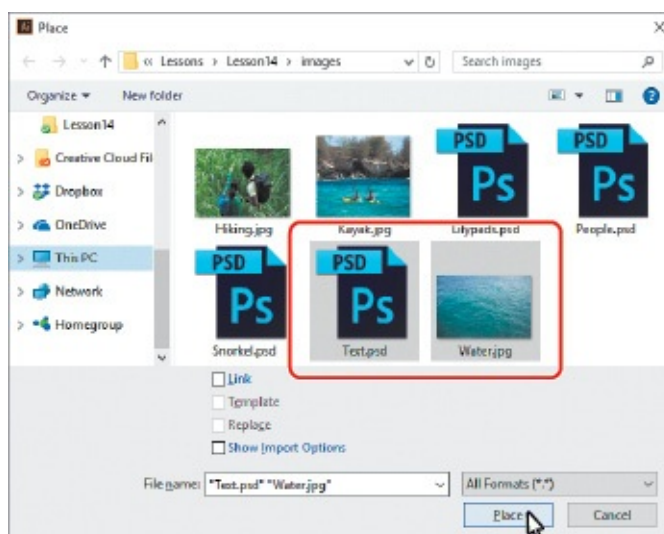 Ai Place
« Lessons > Lesson14 > images
Search images
Organize
New folder
Lesson14
Creative Cloud Fil
Dropbox
OneDrive
This PC
Network
Homegroup
PSD PSD
Ps Ps
Hiking.jpg Kayak.jpg Lilypads.psd People.psd
PSD PSD
Ps Ps
Snorkel.psd Text.psd Water.jpg
Link
Template
Replace
Show Import Options
File name: "Text.psd" "Water.jpg" All Formats (*.*)
Place Cancel